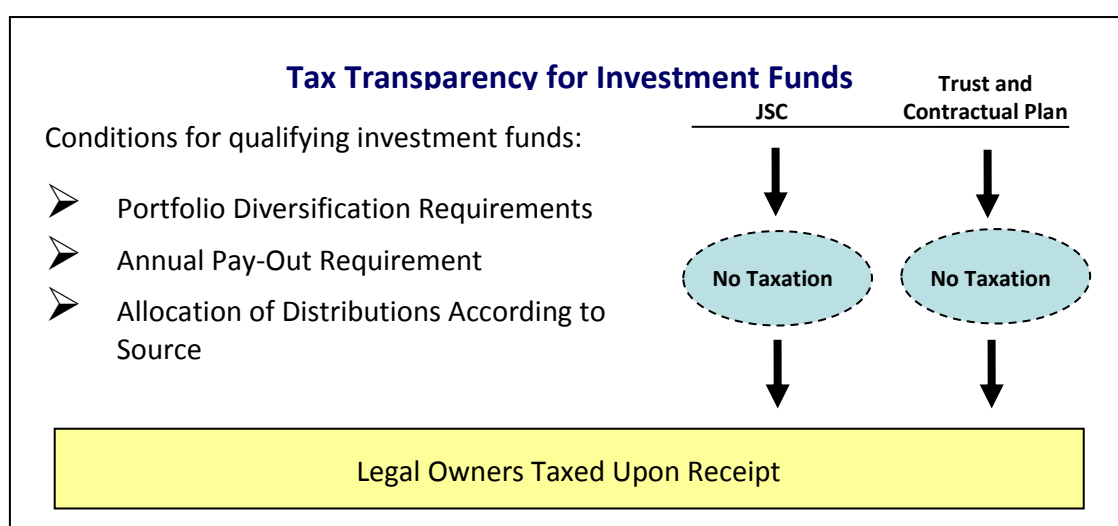 Tax Transparency for Investment Funds
JSC
Trust and
Contractual Plan
Conditions for qualifying investment funds:
Portfolio Diversification Requirements
Annual Pay-Out Requirement
Allocation of Distributions According to
Source
No Taxation
No Taxation
Legal Owners Taxed Upon Receipt